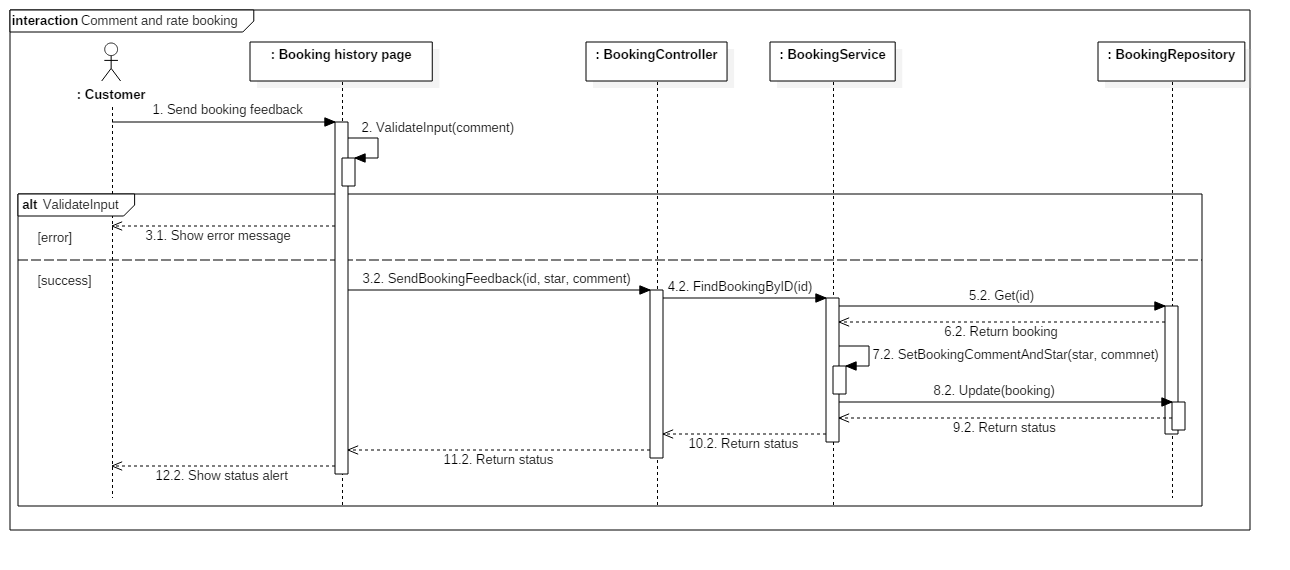 interaction Comment and rate booking
: Booking history page
: BookingController
: BookingService
: BookingRepository
: Customer
1. Send booking feedback
2. ValidateInput(comment)
alt ValidateInput
3.1. Show error message
[error]
[success]
3.2. SendBookingFeedback(id, star, comment)
4.2. FindBookingByID(id)
5.2. Get(id)
6.2. Return booking
7.2. SetBookingCommentAndStar(star, commnet)
8.2. Update(booking)
9.2. Return status
10.2. Return status
11.2. Return status
12.2. Show status alert